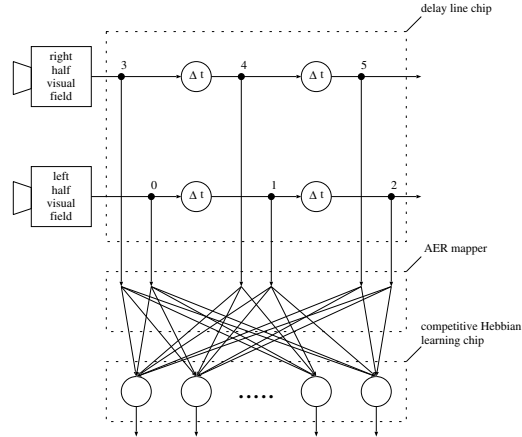 delay line chip
right
half
visual
field
3
Δ t
4
Δ t
5
left
half
visual
field
0
Δ t
1
Δ t
2
AER mapper
competitive Hebbian
learning chip